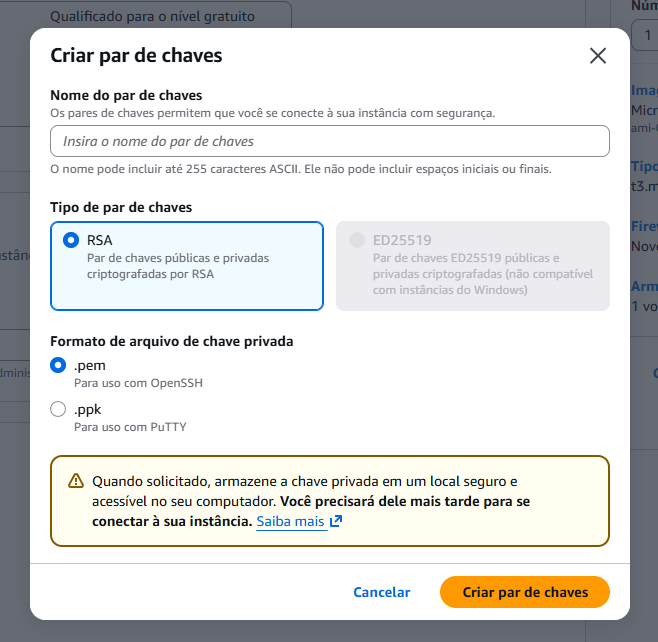 Qualificado para o nível gratuito
Núm
1
Criar par de chaves
Nome do par de chaves
Os pares de chaves permitem que você se conecte à sua instância com segurança.
Insira o nome do par de chaves
O nome pode incluir até 255 caracteres ASCII. Ele não pode incluir espaços iniciais ou finais.
Ima
Micr
ami-
Tipo
t3.m
Tipo de par de chaves
RSA
Par de chaves públicas e privadas
criptografadas por RSA
ED25519
Par de chaves ED25519 públicas e
privadas criptografadas (não compatível
com instâncias do Windows)
Fire
Nov
stân
Arm
1 vo
Formato de arquivo de chave privada
.pem
Para uso com OpenSSH
dminis
.ppk
Para uso com PuTTY
Quando solicitado, armazene a chave privada em um local seguro e
acessível no seu computador. Você precisará dele mais tarde para se
conectar à sua instância. Saiba mais
Cancelar
Criar par de chaves